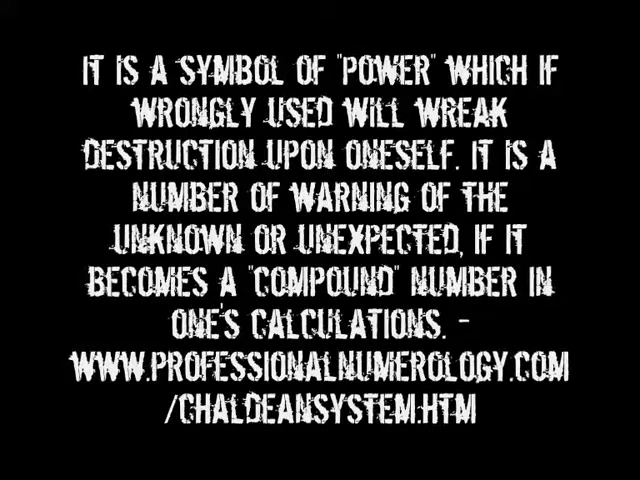 IT IS A SYMBOL OF "POWER" WHICH IF
WRONGLY USED WILL WREAK
DESTRUCTION UPON ONESELF. IT IS A
NUMBER OF WARNING OF THE
UNKNOWN OR UNEXPECTED, IF IT
BECOMES A "COMPOUND" NUMBER IN
ONE'S CALCULATIONS. -
WWW.PROFESSIONALNUMEROLOGY.COM
/CHALDEANSYSTEM.HTM